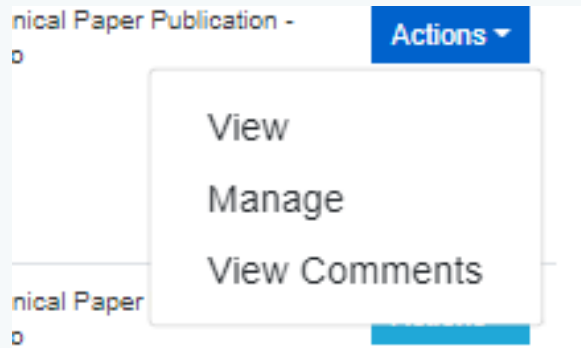 nical Paper Publication -
o
Actions
View
Manage
View Comments
nical Paper
o